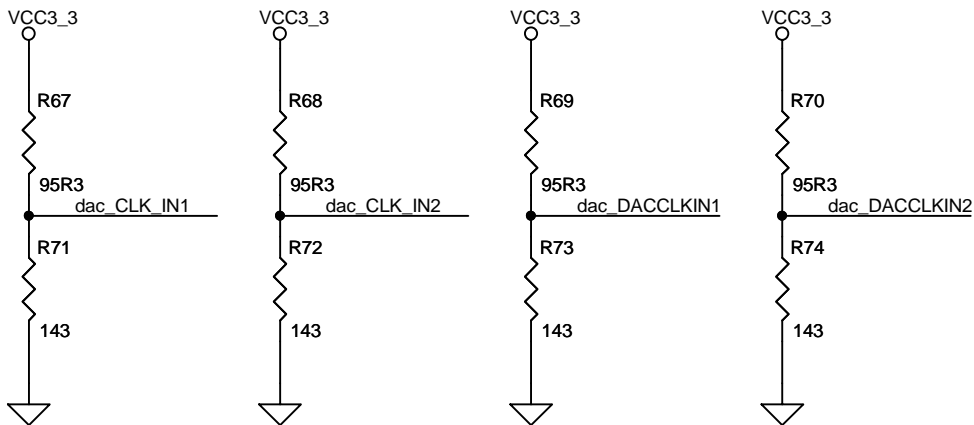 VCC3_3 VCC3_3 VCC3_3 VCC3_3
R67 R68 R69 R70
95R3 95R3 95R3 95R3
dac_CLK_IN1 dac_CLK_IN2 dac_DACCLKIN1 dac_DACCLKIN2
R71 R72 R73 R74
143 143 143 143